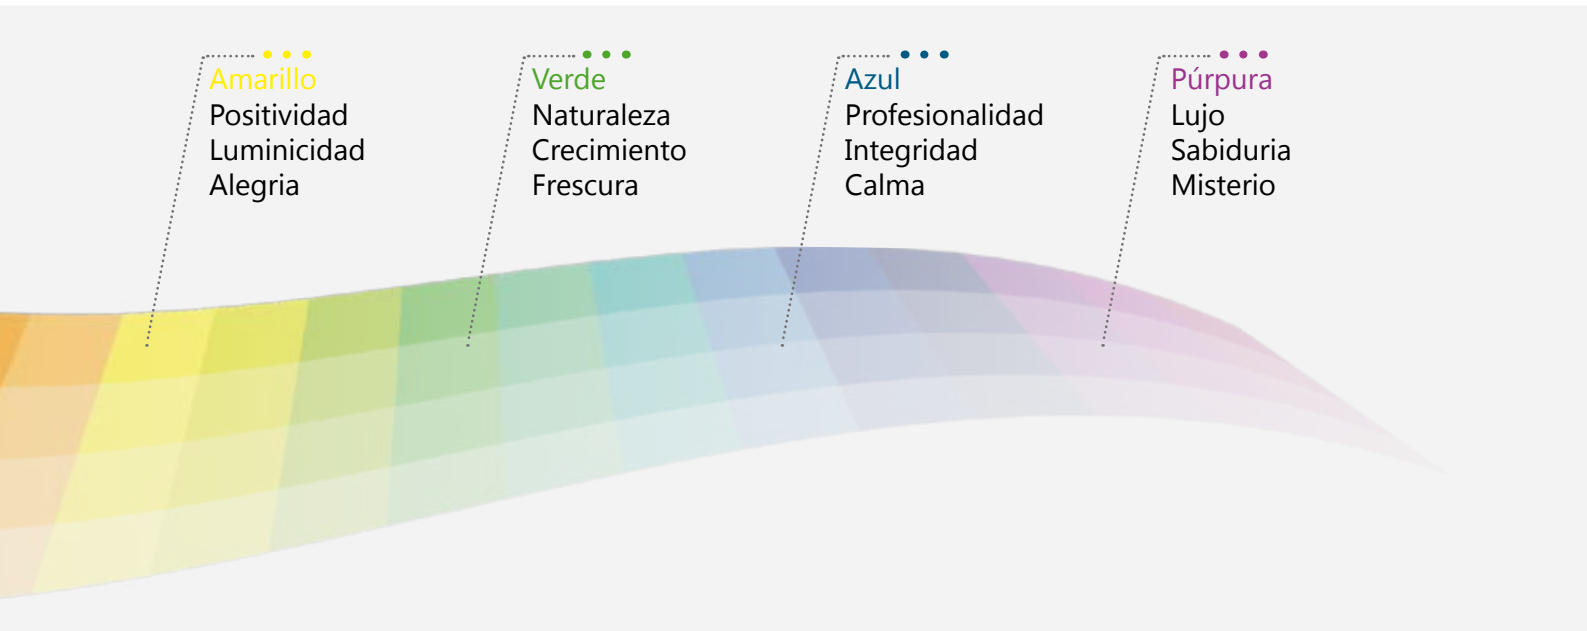 Amarillo
Positividad
Luminicidad
Alegria
Verde
Naturaleza
Crecimiento
Frescura
Azul
Profesionalidad
Integridad
Calma
Púrpura
Lujo
Sabiduria
Misterio